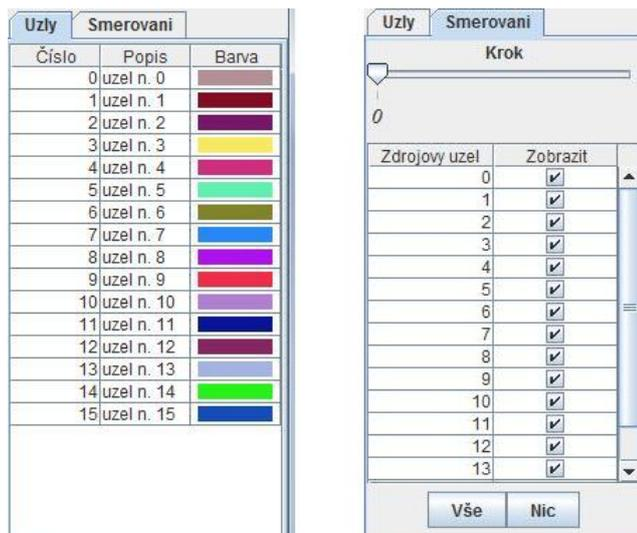 Uzly Smerovani
Číslo Popis Barva
0 uzel n. 0
1 uzel n. 1
2 uzel n. 2
3 uzel n. 3
4 uzel n. 4
5 uzel n. 5
6 uzel n. 6
7 uzel n. 7
8 uzel n. 8
9 uzel n. 9
10 uzel n. 10
11 uzel n. 11
12 uzel n. 12
13 uzel n. 13
14 uzel n. 14
15 uzel n. 15
Uzly Smerovani
Krok
0
Zdrojovy uzel Zobrazit
0
1
2
3
4
5
6
7
8
9
10
11
12
13
Vše Nic